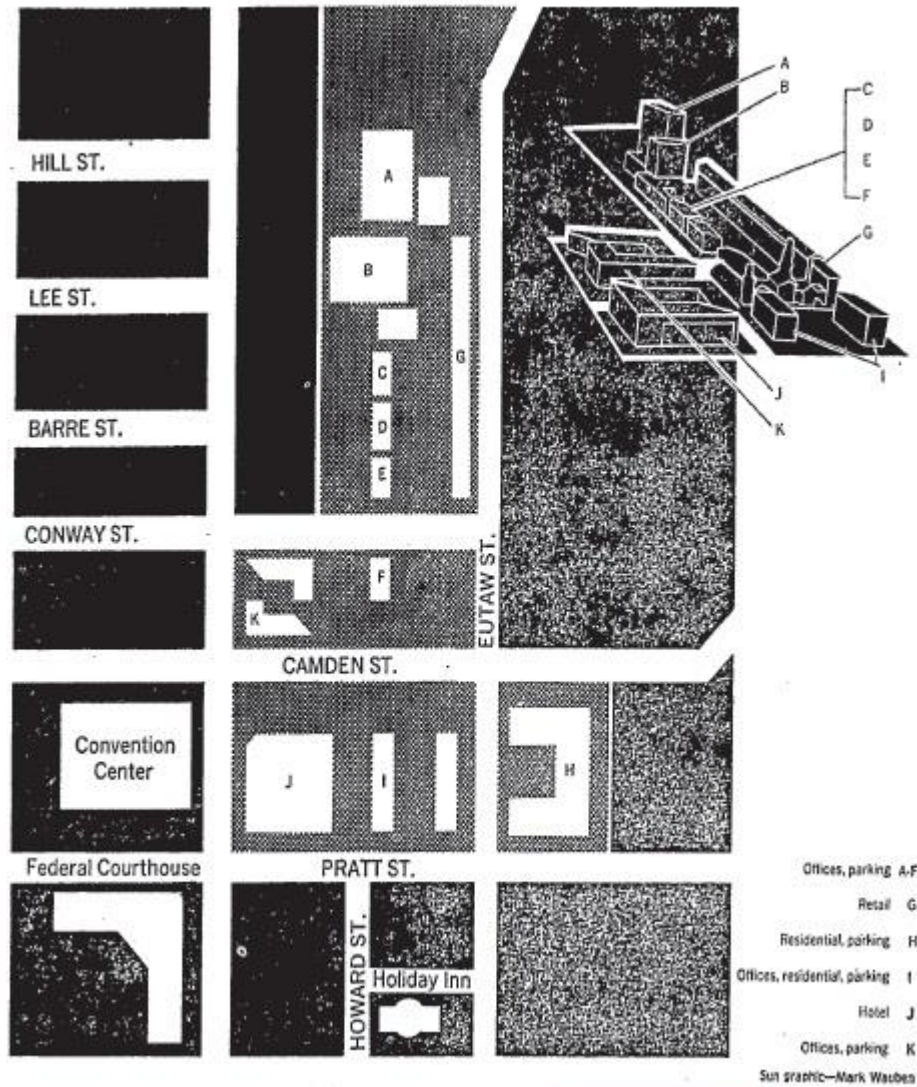 A
B
C
D
E
F
G
I
J
K
HILL ST.
A
LEE ST.
B
G
C
BARRE ST.
D
E
CONWAY ST.
F
EUTAW ST.
K
CAMDEN ST.
Convention
Center
J
I
H
Federal Courthouse
PRATT ST.
HOWARD ST.
Holiday Inn
Offices, parking A-F
Retail G
Residential, parking H
Offices, residential, parking I
Hotel J
Offices, parking K
Sun graphic—Mark Wauben